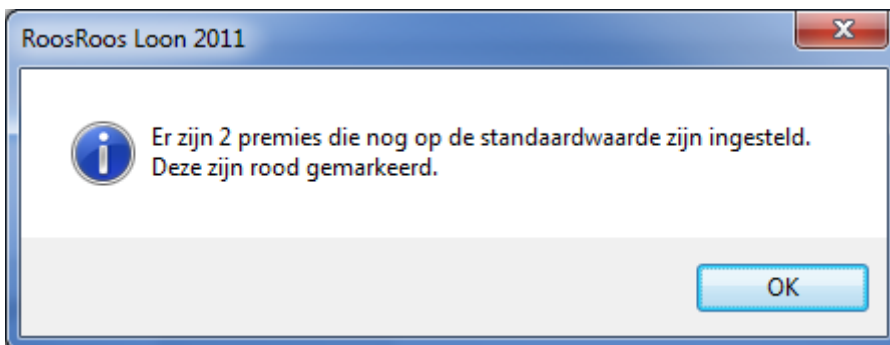 RoosRoos Loon 2011
Er zijn 2 premies die nog op de standaardwaarde zijn ingesteld.
Deze zijn rood gemarkeerd.
OK